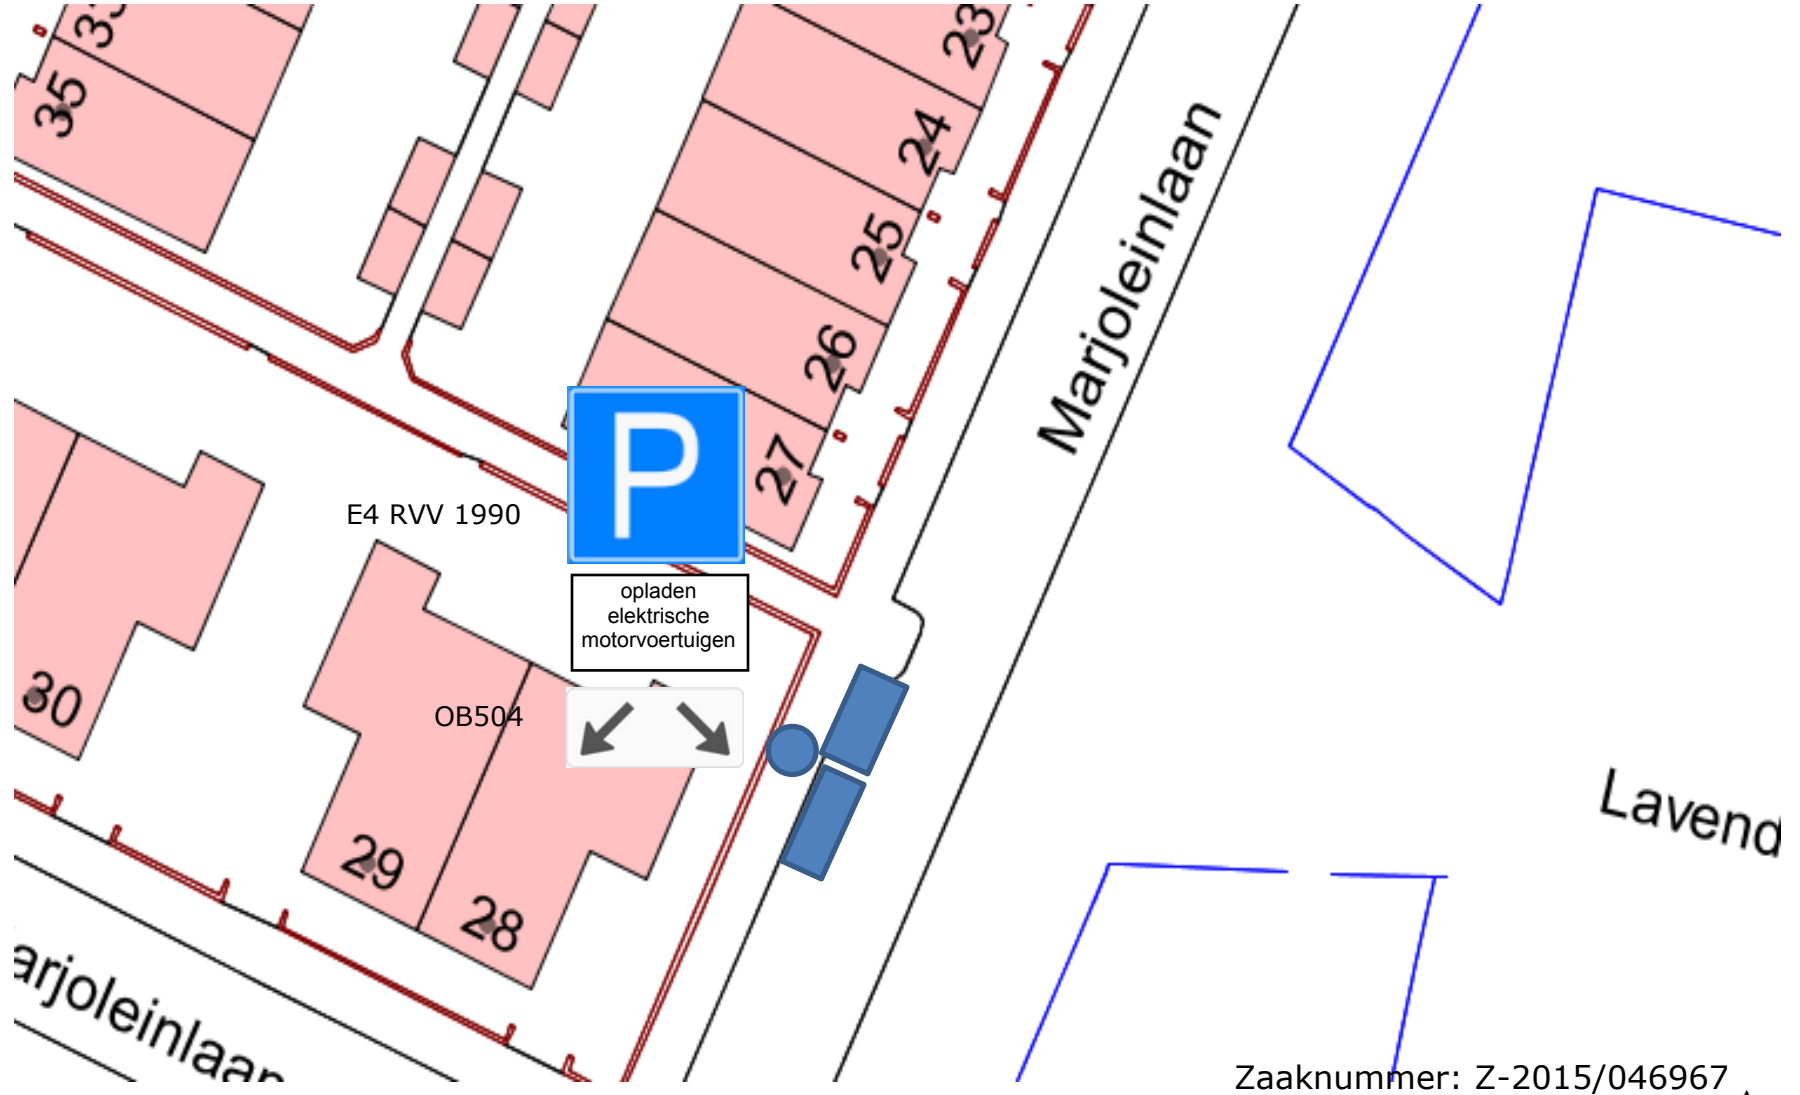 33
35
23
24
25
26
27
Marjoleinlaan
P
E4 RVV 1990
opladen
elektrische
motorvoertuigen
OB504
30
29
28
Lavend
arjoleinlaan
Zaaknummer: Z-2015/046967